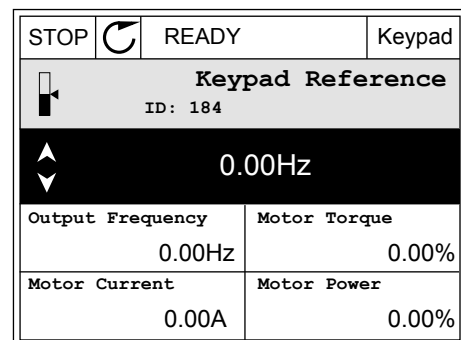 STOP READY Keypad
Keypad Reference
ID: 184
0.00Hz
Output Frequency Motor Torque
0.00Hz 0.00%
Motor Current Motor Power
0.00A 0.00%